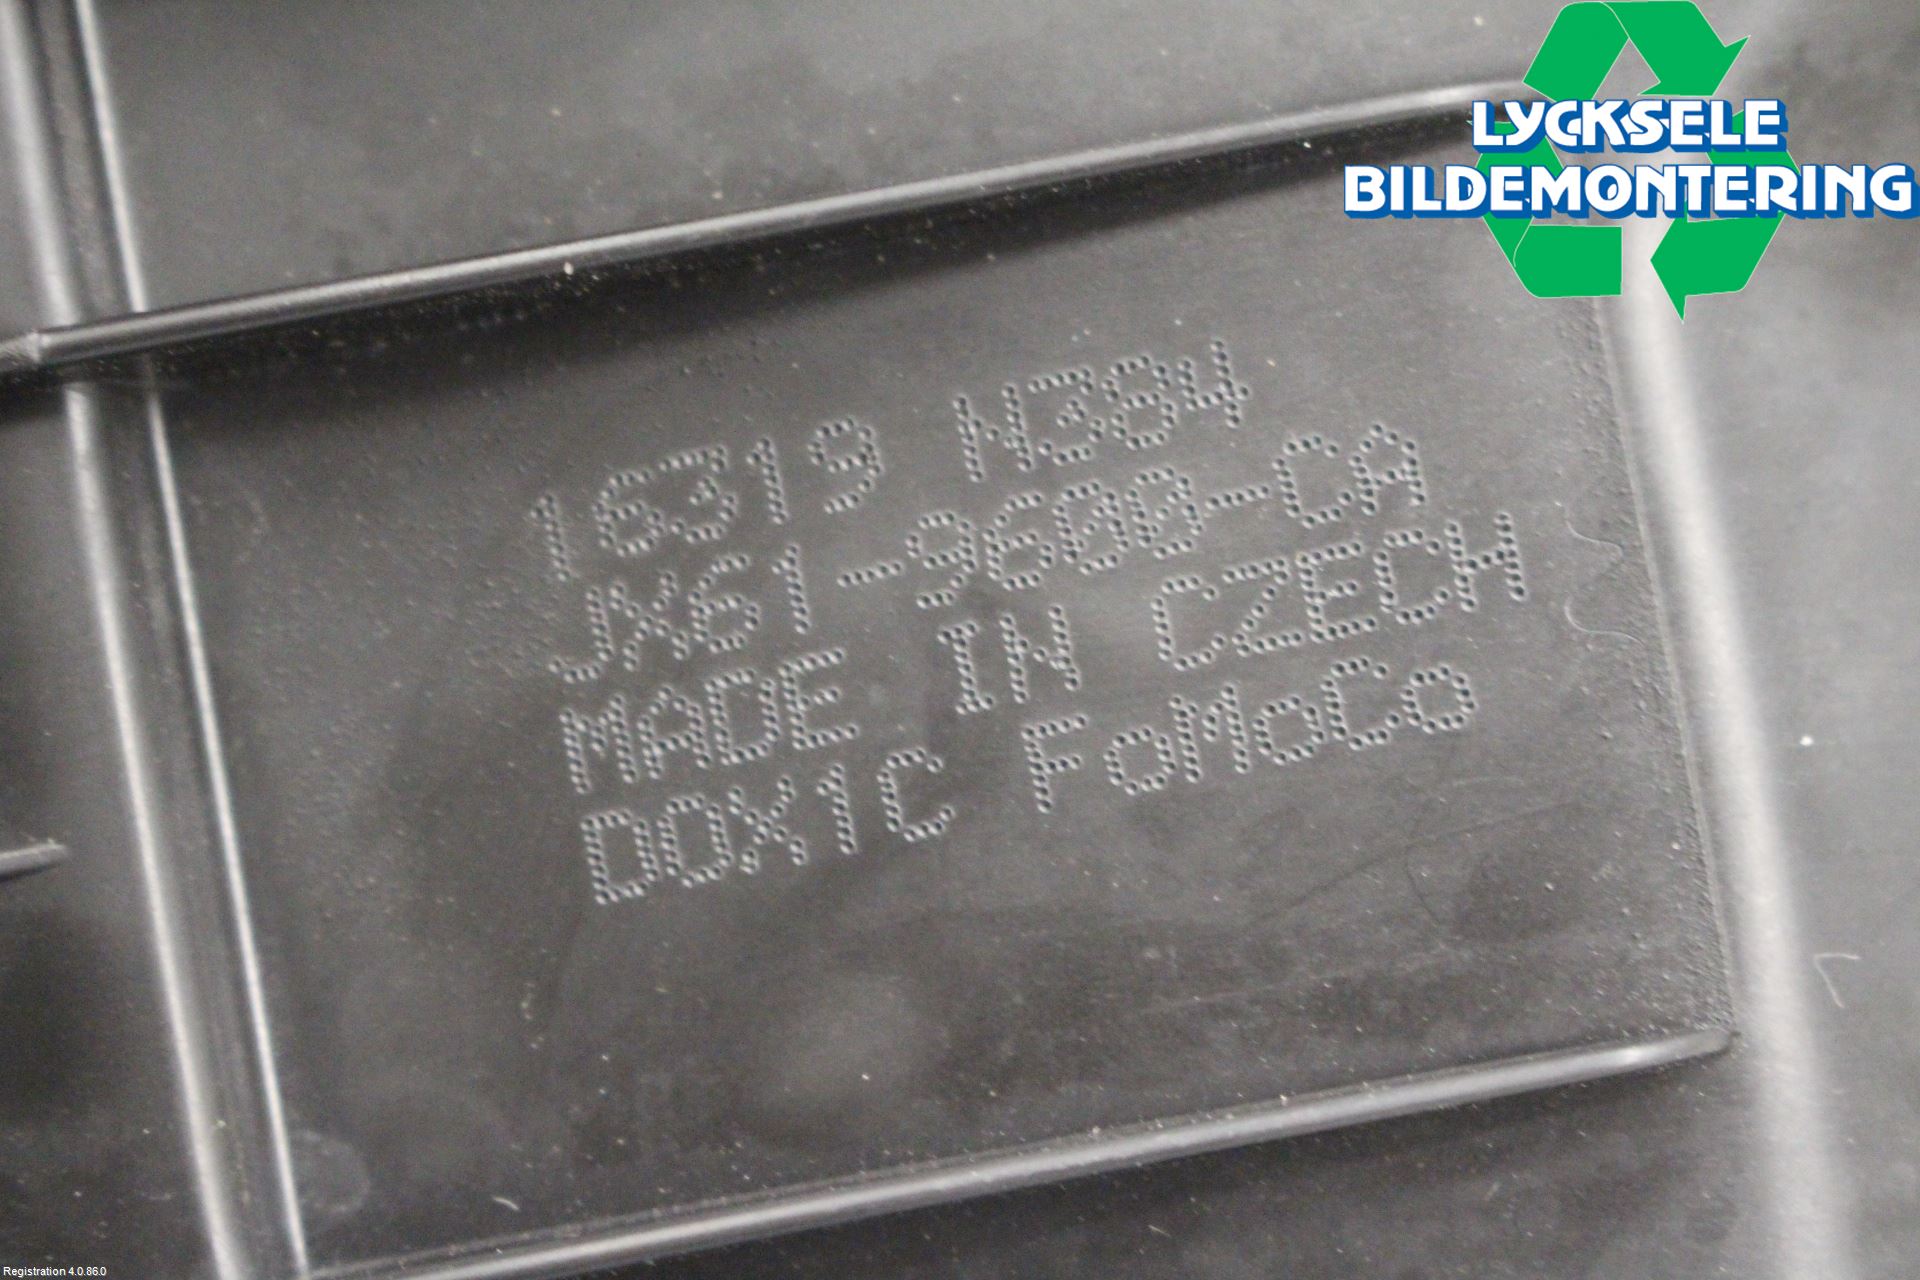 LYCKSELE
BILDEMONTERING
16319 N384
JX61-9600-CA
MADE IN CZECH
DOX1C FoMoCo
Registration 4.0.86.0